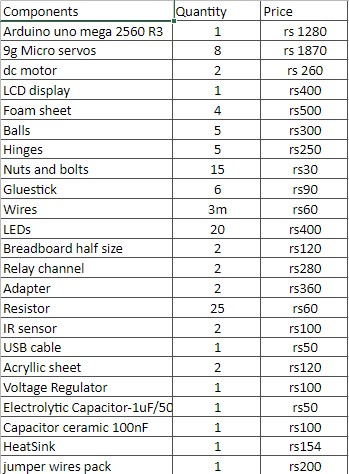 Components Quantity Price
Arduino uno mega 2560 R3 1 rs 1280
9g Micro servos 8 rs 1870
dc motor 2 rs 260
LCD display 1 rs400
Foam sheet 4 rs500
Balls 5 rs300
Hinges 5 rs250
Nuts and bolts 15 rs30
Gluestick 6 rs90
Wires 3m rs60
LEDs 20 rs400
Breadboard half size 2 rs120
Relay channel 2 rs280
Adapter 2 rs360
Resistor 25 rs60
IR sensor 2 rs100
USB cable 1 rs50
Acryllic sheet 2 rs120
Voltage Regulator 1 rs100
Electrolytic Capacitor-1uF/50 1 rs50
Capacitor ceramic 100nF 1 rs100
HeatSink 1 rs154
jumper wires pack 1 rs200